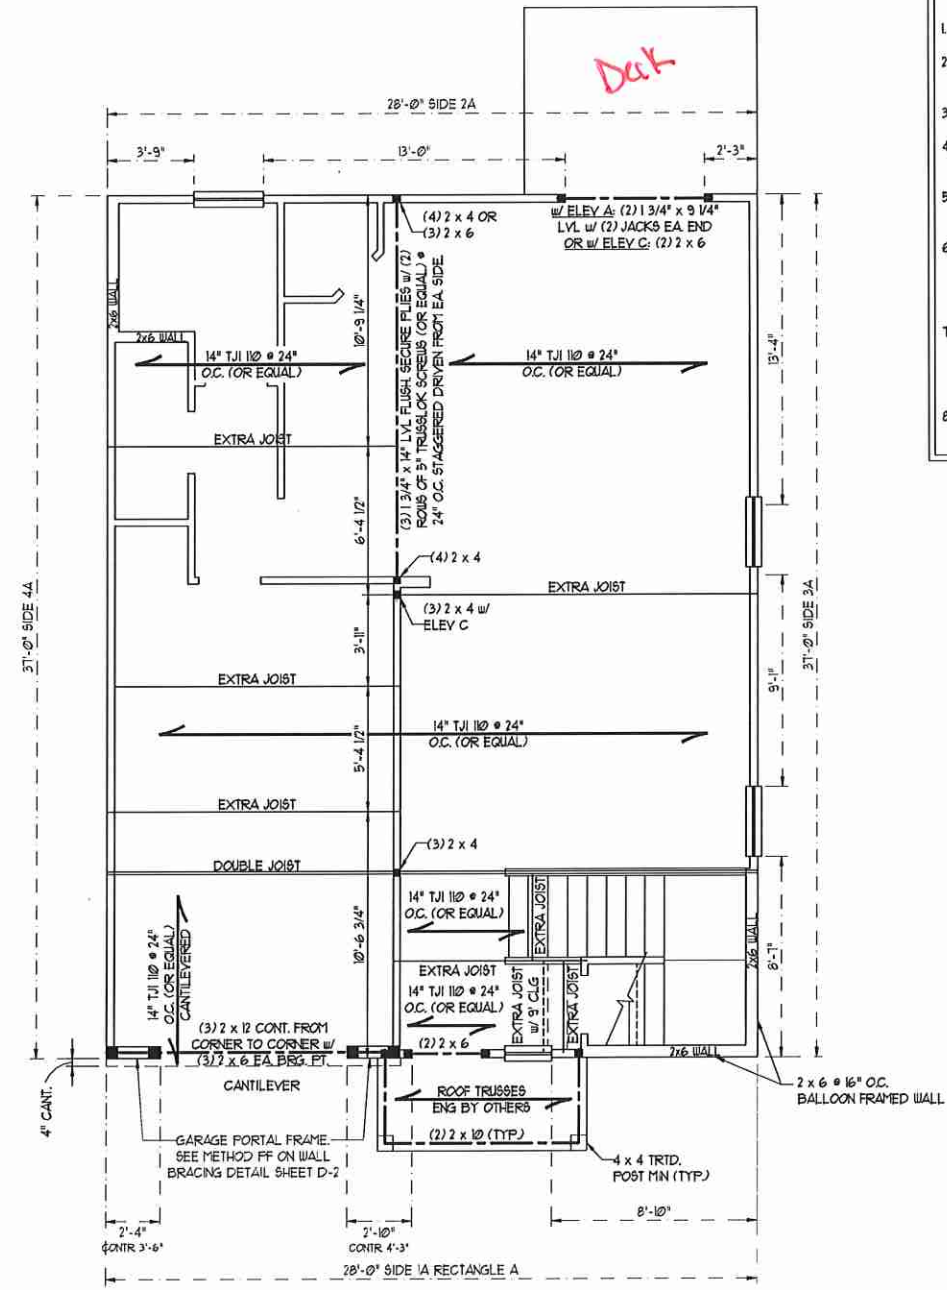 Deck
28'-0" SIDE 2A
3'-9"
13'-0"
2'-3"
(4) 2 x 4 OR
(3) 2 x 6
W/ ELEV A: (2) 1 3/4" x 9 1/4"
LVL W/ (2) JACKS EA. END
OR W/ ELEV C: (2) 2 x 6
2x6 WALL
2x6 WALL
14" TJI 110 @ 24"
O.C. (OR EQUAL)
10'-9 1/4"
(3) 1 3/4" x 14" LVL FLUSH. SECURE PLIES W/ (2)
ROWS OF 5" TRUSSLOK SCREWS (OR EQUAL) @
24" O.C. STAGGERED DRIVEN FROM EA. SIDE.
14" TJI 110 @ 24"
O.C. (OR EQUAL)
13'-4"
EXTRA JOIST
6'-4 1/2"
(4) 2 x 4
EXTRA JOIST
(3) 2 x 4 W/
ELEV C
37'-0" SIDE 4A
37'-0" SIDE 3A
3'-11"
9'-1"
EXTRA JOIST
14" TJI 110 @ 24"
O.C. (OR EQUAL)
5'-4 1/2"
EXTRA JOIST
(3) 2 x 4
DOUBLE JOIST
14" TJI 110 @ 24"
O.C. (OR EQUAL)
EXTRA JOIST
10'-6 3/4"
14" TJI 110 @ 24"
O.C. (OR EQUAL)
CANTILEVERED
2x6 WALL
8'-7"
EXTRA JOIST
14" TJI 110 @ 24"
O.C. (OR EQUAL)
EXTRA JOIST
W/ 9' CLG
EXTRA JOIST
(3) 2 x 12 CONT. FROM
CORNER TO CORNER W/
(3) 2 x 6 EA. BRG. PT.
(2) 2 x 6
2x6 WALL
4" CANT.
CANTILEVER
2 x 6 @ 16" O.C.
BALLOON FRAMED WALL
ROOF TRUSSES
ENG BY OTHERS
(2) 2 x 10 (TYP.)
GARAGE PORTAL FRAME.
SEE METHOD PF ON WALL
BRACING DETAIL SHEET D-2
4 x 4 TRTD.
POST MIN (TYP.)
2'-4"
CONTR 3'-6"
2'-10"
CONTR 4'-3"
8'-10"
28'-0" SIDE 1A RECTANGLE A
1.
2
3
4
5
6
7
8